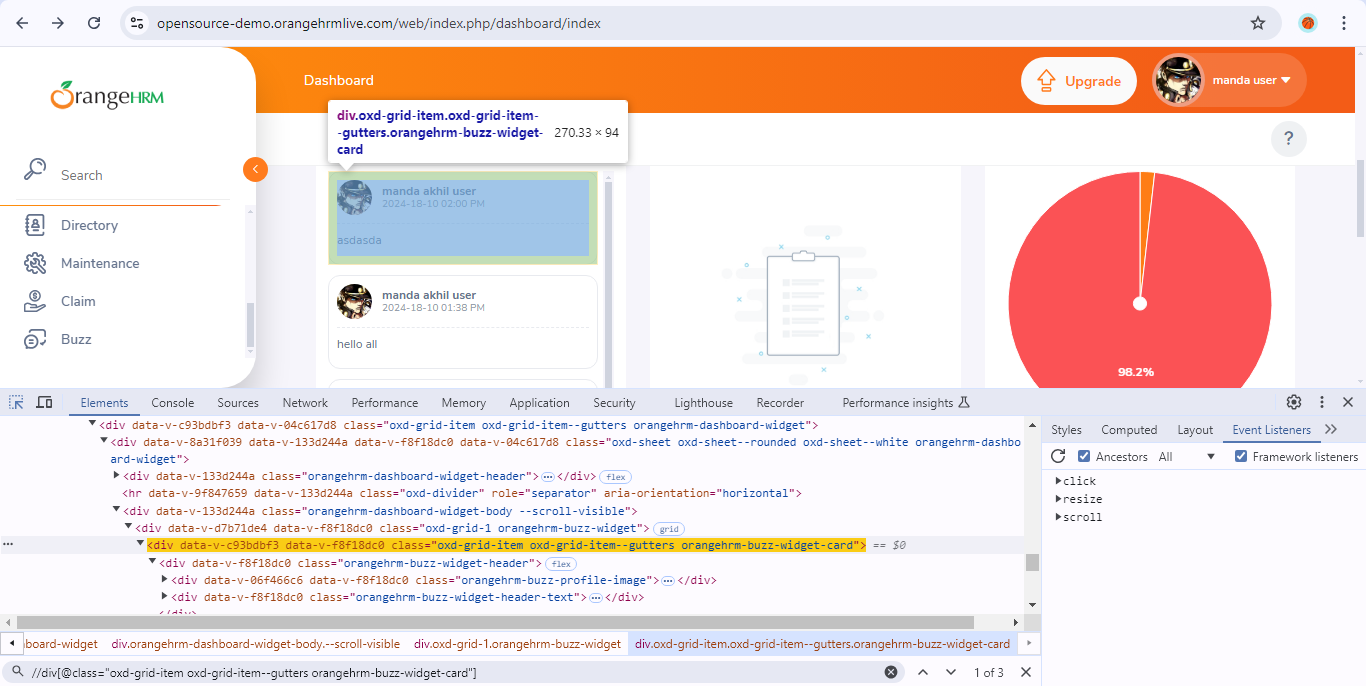 opensource-demo.orangehrmlive.com/web/index.php/dashboard/index
OrangeHRM
Search
Directory
Maintenance
Claim
Buzz
Dashboard
Upgrade
manda user
?
div.oxd-grid-item.oxd-grid-item-
-gutters.orangehrm-buzz-widget-
card
270.33 × 94
manda akhil user
2024-18-10 02:00 PM
asdasda
manda akhil user
2024-18-10 01:38 PM
hello all
98.2%
Elements Console Sources Network Performance Memory Application Security Lighthouse Recorder Performance insights
<div data-v-c93bdbf3 data-v-04c617d8 class="oxd-grid-item oxd-grid-item--gutters orangehrm-dashboard-widget">
<div data-v-8a31f039 data-v-133d244a data-v-f8f18dc0 data-v-04c617d8 class="oxd-sheet oxd-sheet--rounded oxd-sheet--white orangehrm-dashbo
ard-widget">
<div data-v-133d244a class="orangehrm-dashboard-widget-header">…</div> flex
<hr data-v-9f847659 data-v-133d244a class="oxd-divider" role="separator" aria-orientation="horizontal">
<div data-v-133d244a class="orangehrm-dashboard-widget-body --scroll-visible">
<div data-v-d7b71de4 data-v-f8f18dc0 class="oxd-grid-1 orangehrm-buzz-widget"> grid
… <div data-v-c93bdbf3 data-v-f8f18dc0 class="oxd-grid-item oxd-grid-item--gutters orangehrm-buzz-widget-card"> == $0
<div data-v-f8f18dc0 class="orangehrm-buzz-widget-header"> flex
<div data-v-06f466c6 data-v-f8f18dc0 class="orangehrm-buzz-profile-image">…</div>
<div data-v-f8f18dc0 class="orangehrm-buzz-widget-header-text">…</div>
</div>
board-widget div.orangehrm-dashboard-widget-body.--scroll-visible div.oxd-grid-1.orangehrm-buzz-widget div.oxd-grid-item.oxd-grid-item--gutters.orangehrm-buzz-widget-card
//div[@class="oxd-grid-item oxd-grid-item--gutters orangehrm-buzz-widget-card"]
1 of 3
Styles Computed Layout Event Listeners
Ancestors All Framework listeners
click
resize
scroll